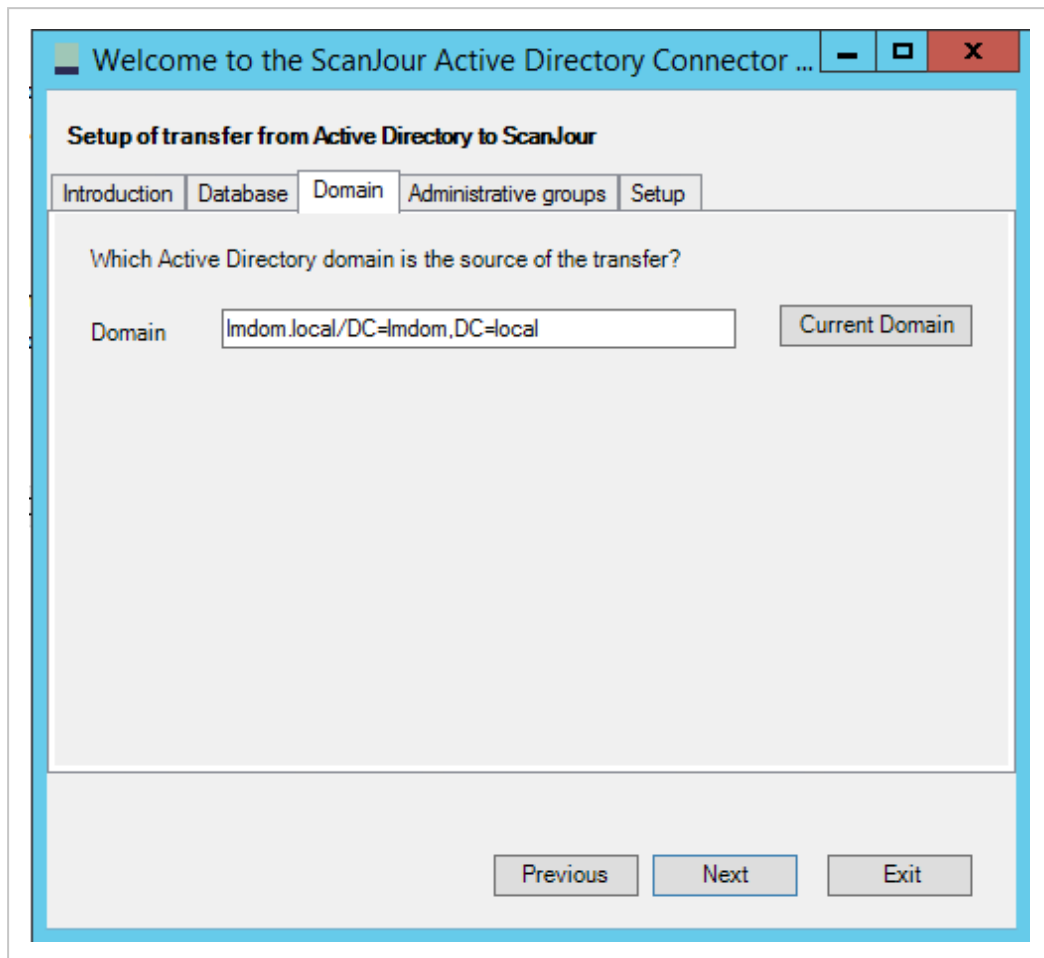 Welcome to the ScanJour Active Directory Connector ...
Setup of transfer from Active Directory to ScanJour
Introduction Database Domain Administrative groups Setup
Which Active Directory domain is the source of the transfer?
Domain lmdom.local/DC=lmdom,DC=local Current Domain
Previous Next Exit